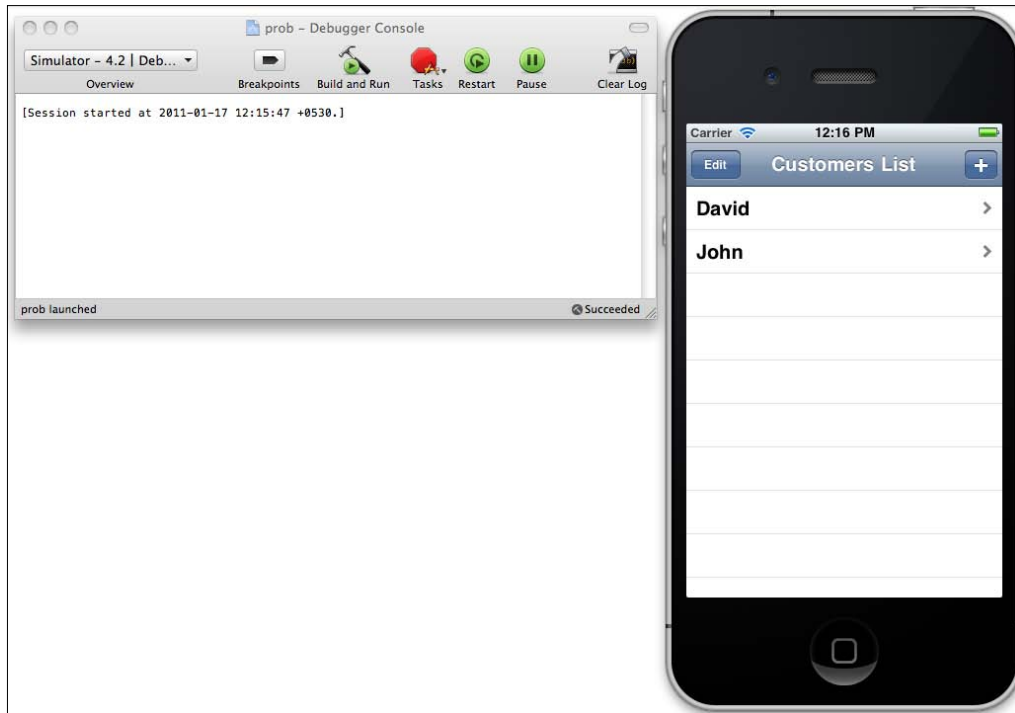 prob – Debugger Console
Simulator – 4.2 | Deb...
Overview
Breakpoints
Build and Run
Tasks
Restart
Pause
Clear Log
[Session started at 2011-01-17 12:15:47 +0530.]
prob launched
Succeeded
Carrier
12:16 PM
Edit
Customers List
+
David
John